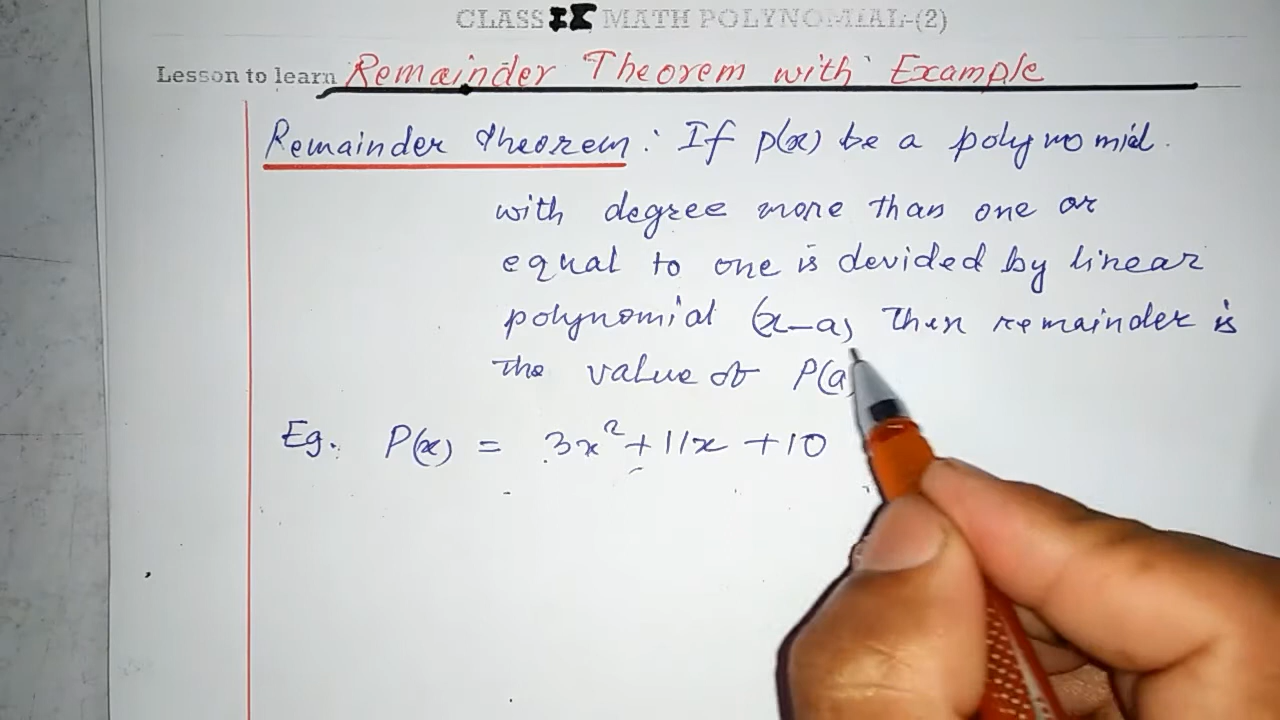 CLASS IX MATH POLYNOMIAL-(2)
Lesson to learn Remainder Theorem with Example
Remainder theorem: If p(x) be a polynomial.
with degree more than one or
equal to one is devided by linear
polynomial (x-a) Then remainder is
the value of P(a)
Eg. P(x) = 3x²+11x+10